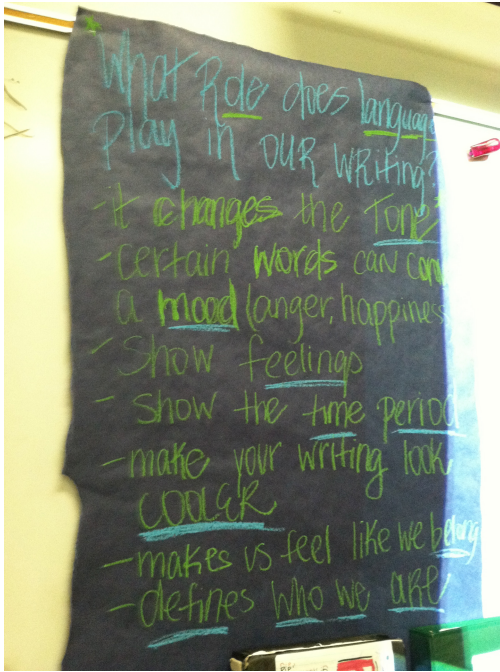 What Role does language
Play in OUR WRITING?
- it changes the Tone
- certain words can
a mood (anger, happiness
- Show feelings
- show the time period
- make your writing look
COOLER
- makes us feel like we belong
- defines who we are